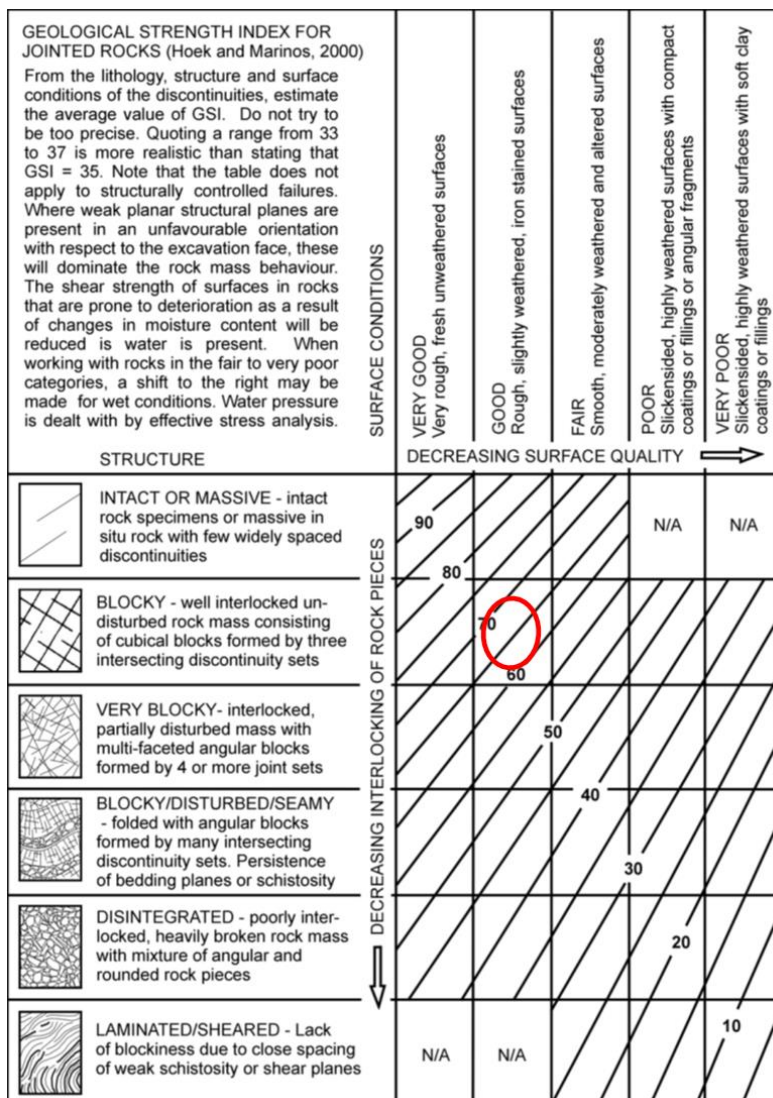 GEOLOGICAL STRENGTH INDEX FOR
JOINTED ROCKS (Hoek and Marinos, 2000)
From the lithology, structure and surface
conditions of the discontinuities, estimate
the average value of GSI. Do not try to
be too precise. Quoting a range from 33
to 37 is more realistic than stating that
GSI = 35. Note that the table does not
apply to structurally controlled failures.
Where weak planar structural planes are
present in an unfavourable orientation
with respect to the excavation face, these
will dominate the rock mass behaviour.
The shear strength of surfaces in rocks
that are prone to deterioration as a result
of changes in moisture content will be
reduced is water is present. When
working with rocks in the fair to very poor
categories, a shift to the right may be
made for wet conditions. Water pressure
is dealt with by effective stress analysis.
STRUCTURE
SURFACE CONDITIONS
VERY GOOD
Very rough, fresh unweathered surfaces
GOOD
Rough, slightly weathered, iron stained surfaces
FAIR
Smooth, moderately weathered and altered surfaces
POOR
Slickensided, highly weathered surfaces with compact
coatings or fillings or angular fragments
VERY POOR
Slickensided, highly weathered surfaces with soft clay
coatings or fillings
DECREASING SURFACE QUALITY
DECREASING INTERLOCKING OF ROCK PIECES
INTACT OR MASSIVE - intact
rock specimens or massive in
situ rock with few widely spaced
discontinuities
90
N/A
N/A
80
BLOCKY - well interlocked un-
disturbed rock mass consisting
of cubical blocks formed by three
intersecting discontinuity sets
70
60
VERY BLOCKY- interlocked,
partially disturbed mass with
multi-faceted angular blocks
formed by 4 or more joint sets
50
BLOCKY/DISTURBED/SEAMY
- folded with angular blocks
formed by many intersecting
discontinuity sets. Persistence
of bedding planes or schistosity
40
30
DISINTEGRATED - poorly inter-
locked, heavily broken rock mass
with mixture of angular and
rounded rock pieces
20
LAMINATED/SHEARED - Lack
of blockiness due to close spacing
of weak schistosity or shear planes
N/A
N/A
10